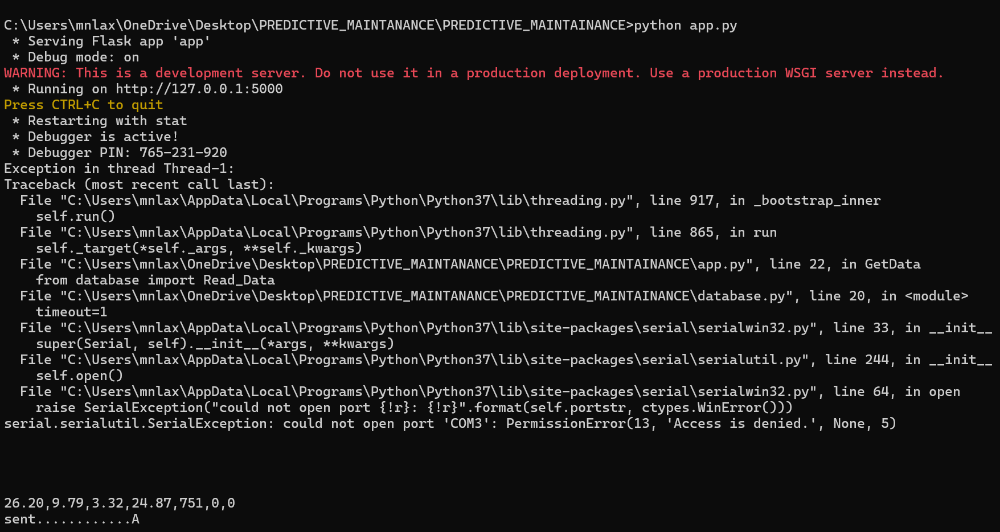 C:\Users\mnlax\OneDrive\Desktop\PREDICTIVE_MAINTANANCE\PREDICTIVE_MAINTAINANCE>python app.py
 * Serving Flask app 'app'
 * Debug mode: on
WARNING: This is a development server. Do not use it in a production deployment. Use a production WSGI server instead.
 * Running on http://127.0.0.1:5000
Press CTRL+C to quit
 * Restarting with stat
 * Debugger is active!
 * Debugger PIN: 765-231-920
Exception in thread Thread-1:
Traceback (most recent call last):
  File "C:\Users\mnlax\AppData\Local\Programs\Python\Python37\lib\threading.py", line 917, in _bootstrap_inner
    self.run()
  File "C:\Users\mnlax\AppData\Local\Programs\Python\Python37\lib\threading.py", line 865, in run
    self._target(*self._args, **self._kwargs)
  File "C:\Users\mnlax\OneDrive\Desktop\PREDICTIVE_MAINTANANCE\PREDICTIVE_MAINTAINANCE\app.py", line 22, in GetData
    from database import Read_Data
  File "C:\Users\mnlax\OneDrive\Desktop\PREDICTIVE_MAINTANANCE\PREDICTIVE_MAINTAINANCE\database.py", line 20, in <module>
    timeout=1
  File "C:\Users\mnlax\AppData\Local\Programs\Python\Python37\lib\site-packages\serial\serialwin32.py", line 33, in __init__
    super(Serial, self).__init__(*args, **kwargs)
  File "C:\Users\mnlax\AppData\Local\Programs\Python\Python37\lib\site-packages\serial\serialutil.py", line 244, in __init__
    self.open()
  File "C:\Users\mnlax\AppData\Local\Programs\Python\Python37\lib\site-packages\serial\serialwin32.py", line 64, in open
    raise SerialException("could not open port {!r}: {!r}".format(self.portstr, ctypes.WinError()))
serial.serialutil.SerialException: could not open port 'COM3': PermissionError(13, 'Access is denied.', None, 5)
26.20,9.79,3.32,24.87,751,0,0
sent............A